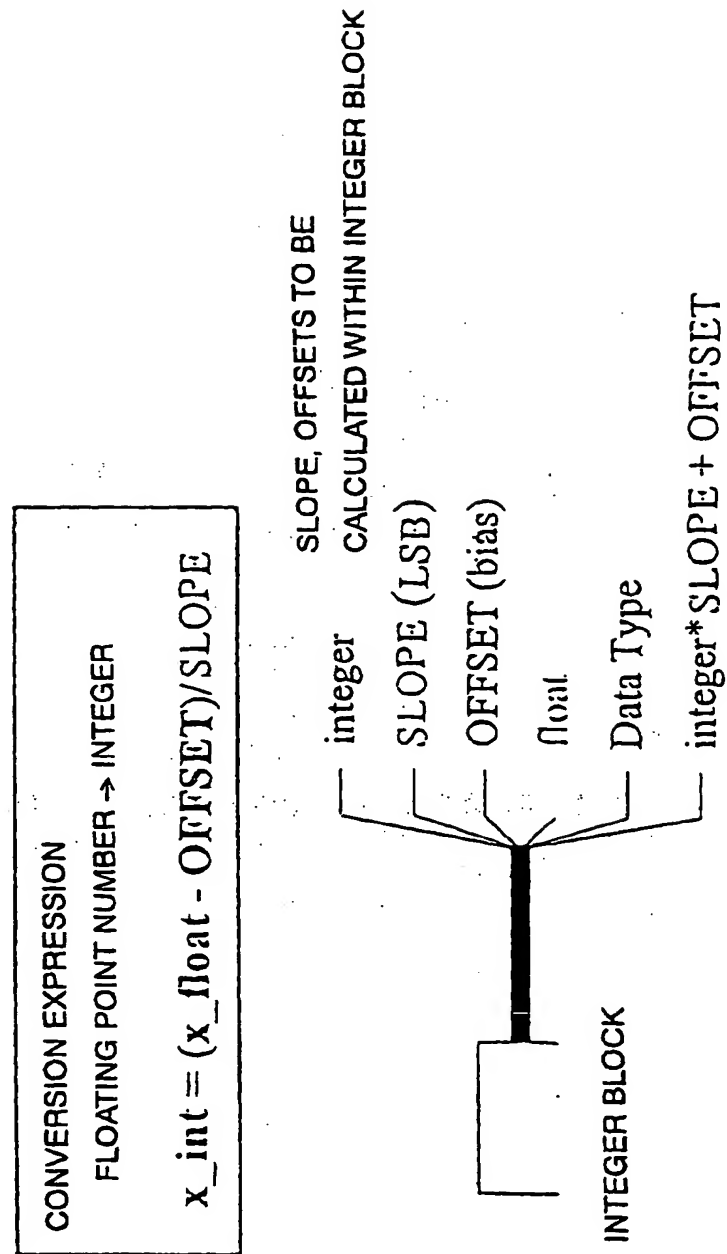 CONVERSION EXPRESSION
FLOATING POINT NUMBER → INTEGER
x_int = (x_float - OFFSET)/SLOPE
SLOPE, OFFSETS TO BE
CALCULATED WITHIN INTEGER BLOCK
integer
SLOPE (LSB)
OFFSET (bias)
float
Data Type
integer*SLOPE + OFFSET
INTEGER BLOCK